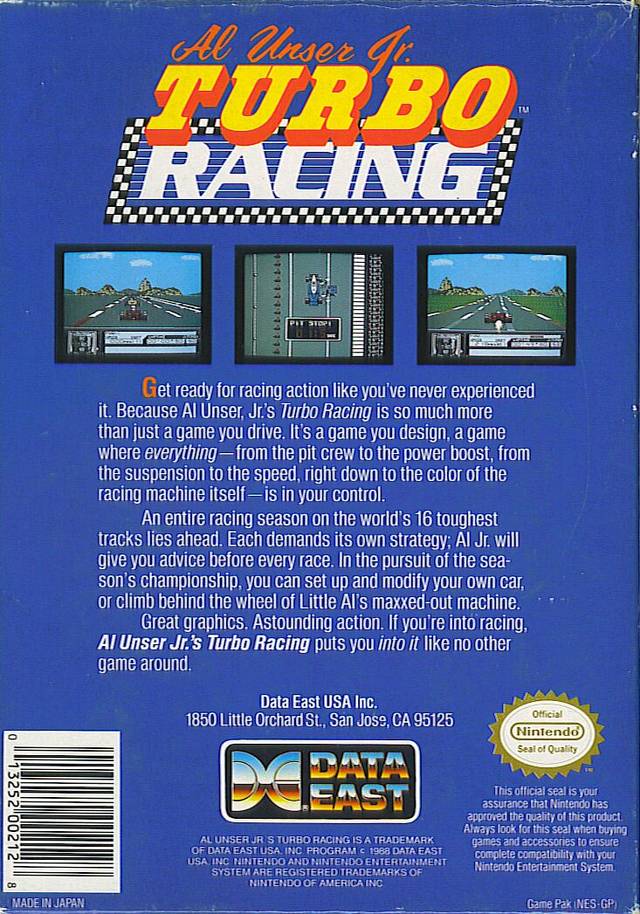 Al Unser Jr.
TURBO
TM
RACING
PIT STOP!
Get ready for racing action like you've never experienced
it. Because Al Unser, Jr.'s Turbo Racing is so much more
than just a game you drive. It's a game you design, a game
where everything—from the pit crew to the power boost, from
the suspension to the speed, right down to the color of the
racing machine itself—is in your control.
An entire racing season on the world's 16 toughest
tracks lies ahead. Each demands its own strategy; Al Jr. will
give you advice before every race. In the pursuit of the sea-
son's championship, you can set up and modify your own car,
or climb behind the wheel of Little Al's maxxed-out machine.
Great graphics. Astounding action. If you're into racing,
Al Unser Jr.'s Turbo Racing puts you into it like no other
game around.
Data East USA Inc.
1850 Little Orchard St., San Jose, CA 95125
DATA
EAST
AL UNSER JR.'S TURBO RACING IS A TRADEMARK
OF DATA EAST USA, INC. PROGRAM © 1988 DATA EAST
USA, INC. NINTENDO AND NINTENDO ENTERTAINMENT
SYSTEM ARE REGISTERED TRADEMARKS OF
NINTENDO OF AMERICA INC
Official
Nintendo
Seal of Quality
TM
This official seal is your
assurance that Nintendo has
approved the quality of this product.
Always look for this seal when buying
games and accessories to ensure
complete compatibility with your
Nintendo Entertainment System.
0 13252 00212 8
MADE IN JAPAN
Game Pak (NES-GP)